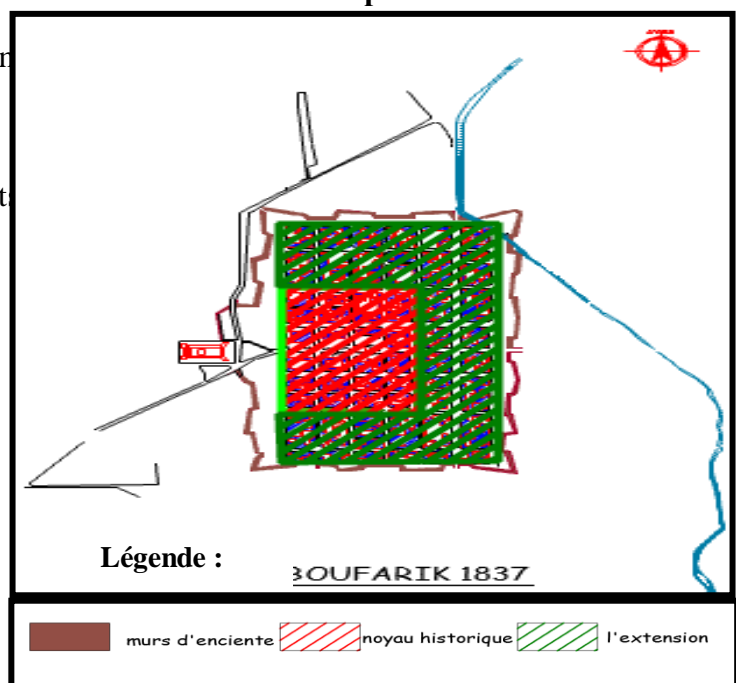 Légende :
BOUFARIK 1837
murs d'enciente
noyau historique
l'extension